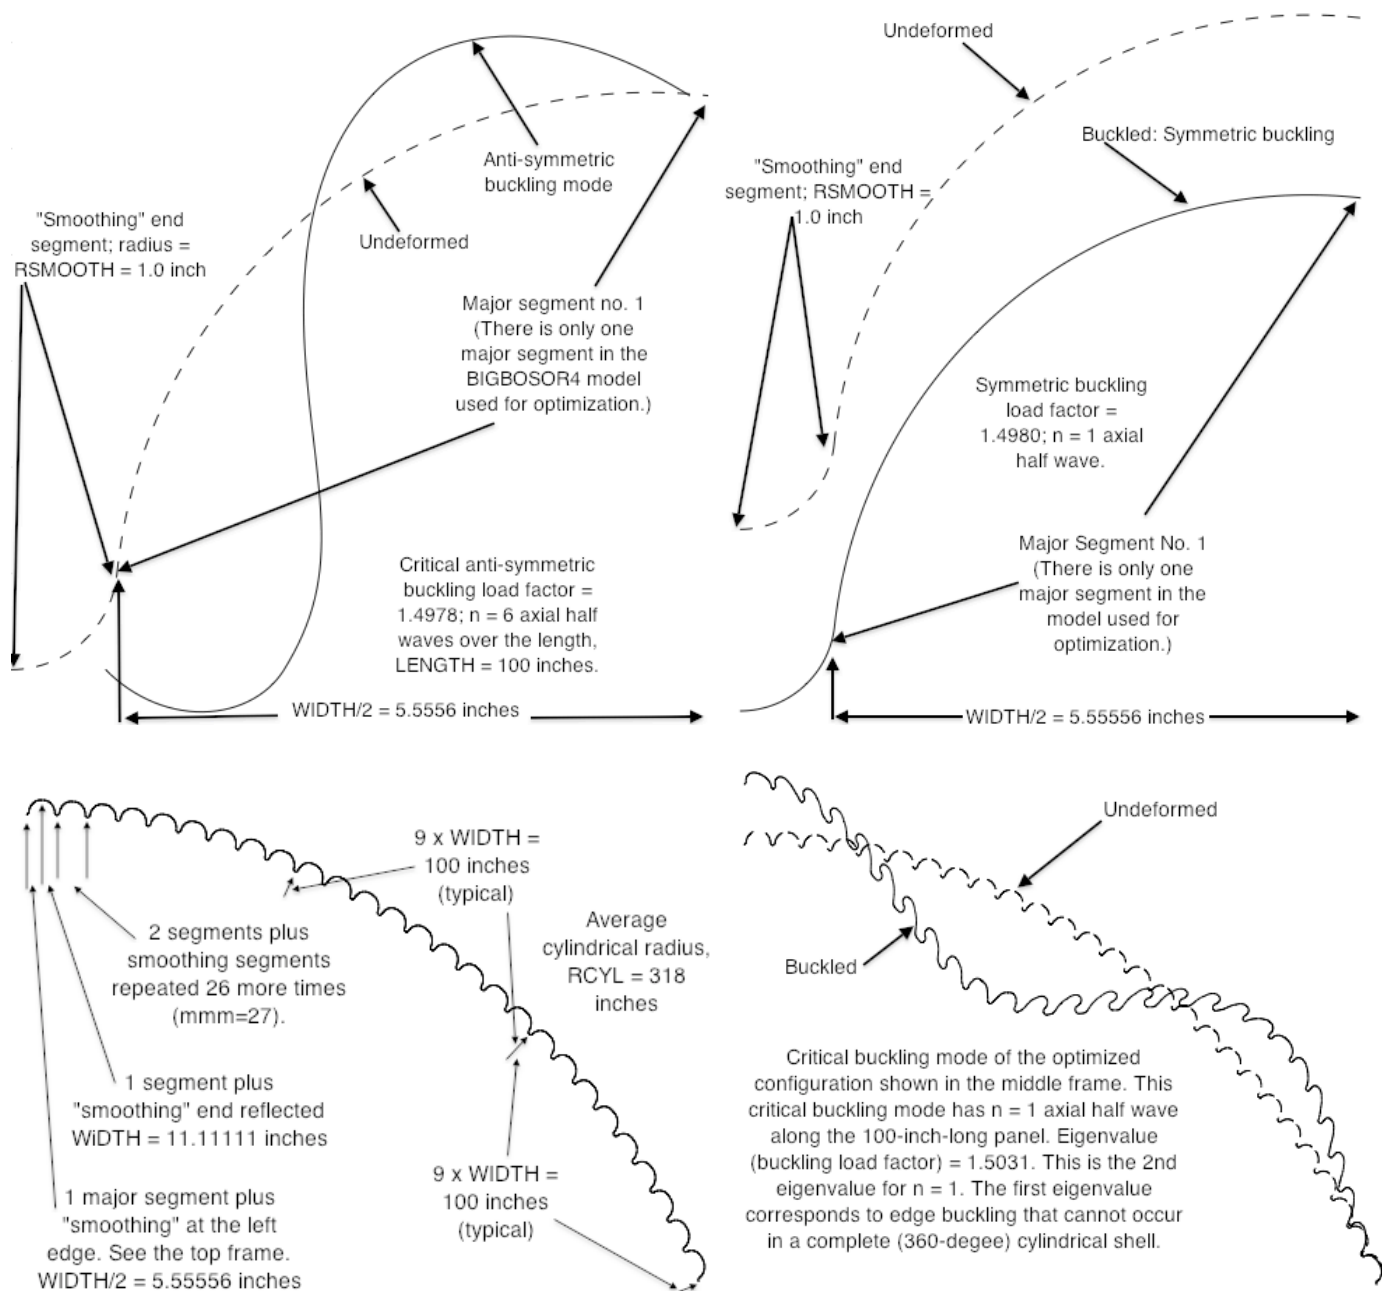 Anti-symmetric
buckling mode
Undeformed
"Smoothing" end
segment; radius =
RSMOOTH = 1.0 inch
Major segment no. 1
(There is only one
major segment in the
BIGBOSOR4 model
used for optimization.)
Critical anti-symmetric
buckling load factor =
1.4978; n = 6 axial half
waves over the length,
LENGTH = 100 inches.
WIDTH/2 = 5.5556 inches
Undeformed
Buckled: Symmetric buckling
"Smoothing" end
segment; RSMOOTH =
1.0 inch
Symmetric buckling
load factor =
1.4980; n = 1 axial
half wave.
Major Segment No. 1
(There is only one
major segment in the
model used for
optimization.)
WIDTH/2 = 5.55556 inches
9 x WIDTH =
100 inches
(typical)
Average
cylindrical radius,
RCYL = 318
inches
2 segments plus
smoothing segments
repeated 26 more times
(mmm=27).
1 segment plus
"smoothing" end reflected
WiDTH = 11.11111 inches
9 x WIDTH =
100 inches
(typical)
1 major segment plus
"smoothing" at the left
edge. See the top frame.
WIDTH/2 = 5.55556 inches
Undeformed
Buckled
Critical buckling mode of the optimized
configuration shown in the middle frame. This
critical buckling mode has n = 1 axial half wave
along the 100-inch-long panel. Eigenvalue
(buckling load factor) = 1.5031. This is the 2nd
eigenvalue for n = 1. The first eigenvalue
corresponds to edge buckling that cannot occur
in a complete (360-degee) cylindrical shell.